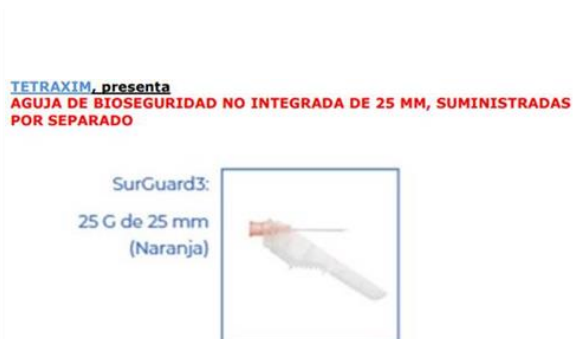 TETRAXIM, presenta
AGUJA DE BIOSEGURIDAD NO INTEGRADA DE 25 MM, SUMINISTRADAS
POR SEPARADO
SurGuard3:
25 G de 25 mm
(Naranja)